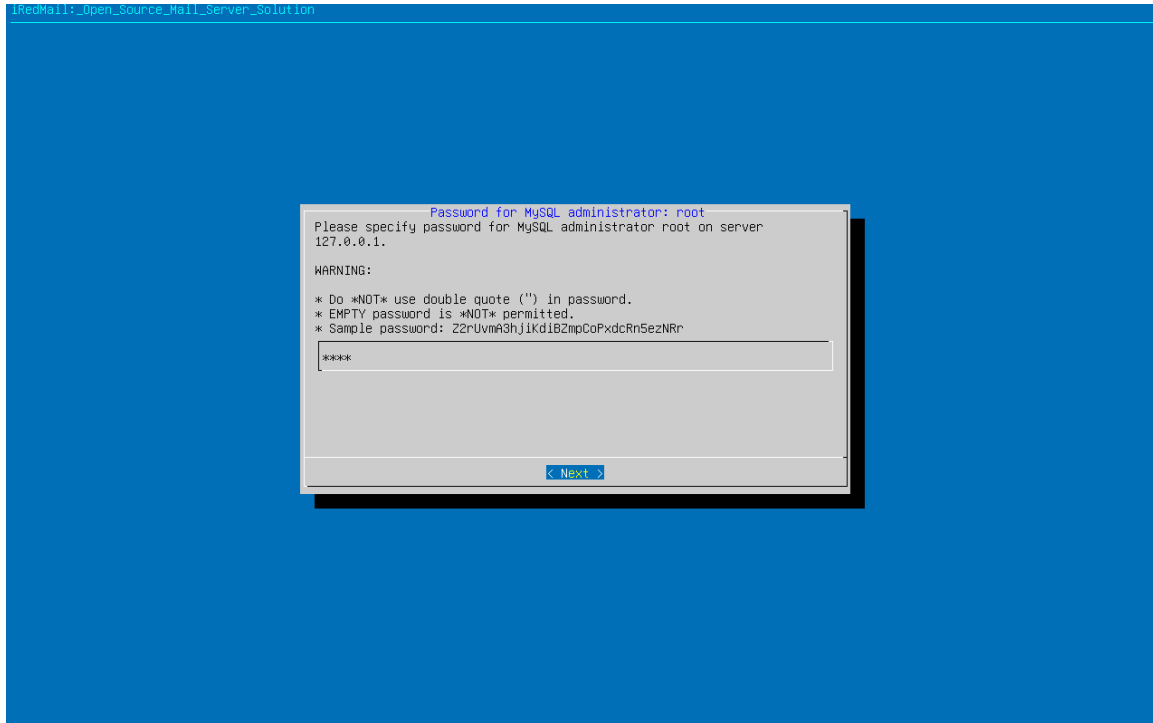 iRedMail:_Open_Source_Mail_Server_Solution
Password for MySQL administrator: root
Please specify password for MySQL administrator root on server
127.0.0.1.
WARNING:
* Do *NOT* use double quote (") in password.
* EMPTY password is *NOT* permitted.
* Sample password: Z2rUvmA3hjiKdiBZmpCoPxdcRn5ezNRr
****
< Next >